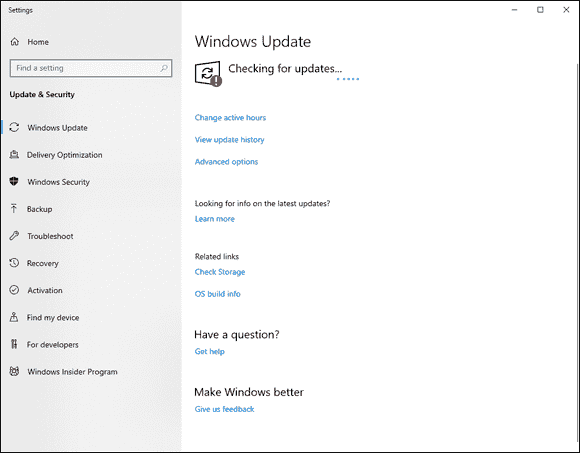 Settings
Home
Find a setting
Update & Security
Windows Update
Delivery Optimization
Windows Security
Backup
Troubleshoot
Recovery
Activation
Find my device
For developers
Windows Insider Program
Windows Update
Checking for updates...
Change active hours
View update history
Advanced options
Looking for info on the latest updates?
Learn more
Related links
Check Storage
OS build info
Have a question?
Get help
Make Windows better
Give us feedback